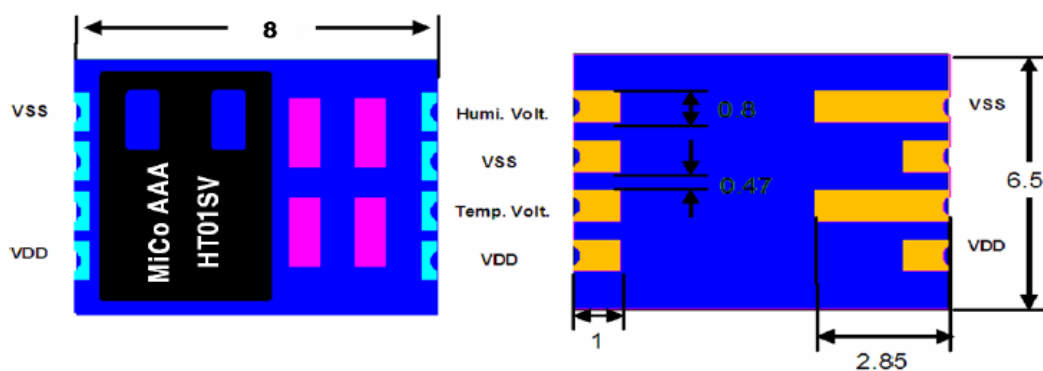 8
VSS
VDD
MiCo AAA
HT01SV
Humi. Volt.
VSS
Temp. Volt.
VDD
0.8
0.47
1
VSS
6.5
VDD
2.85